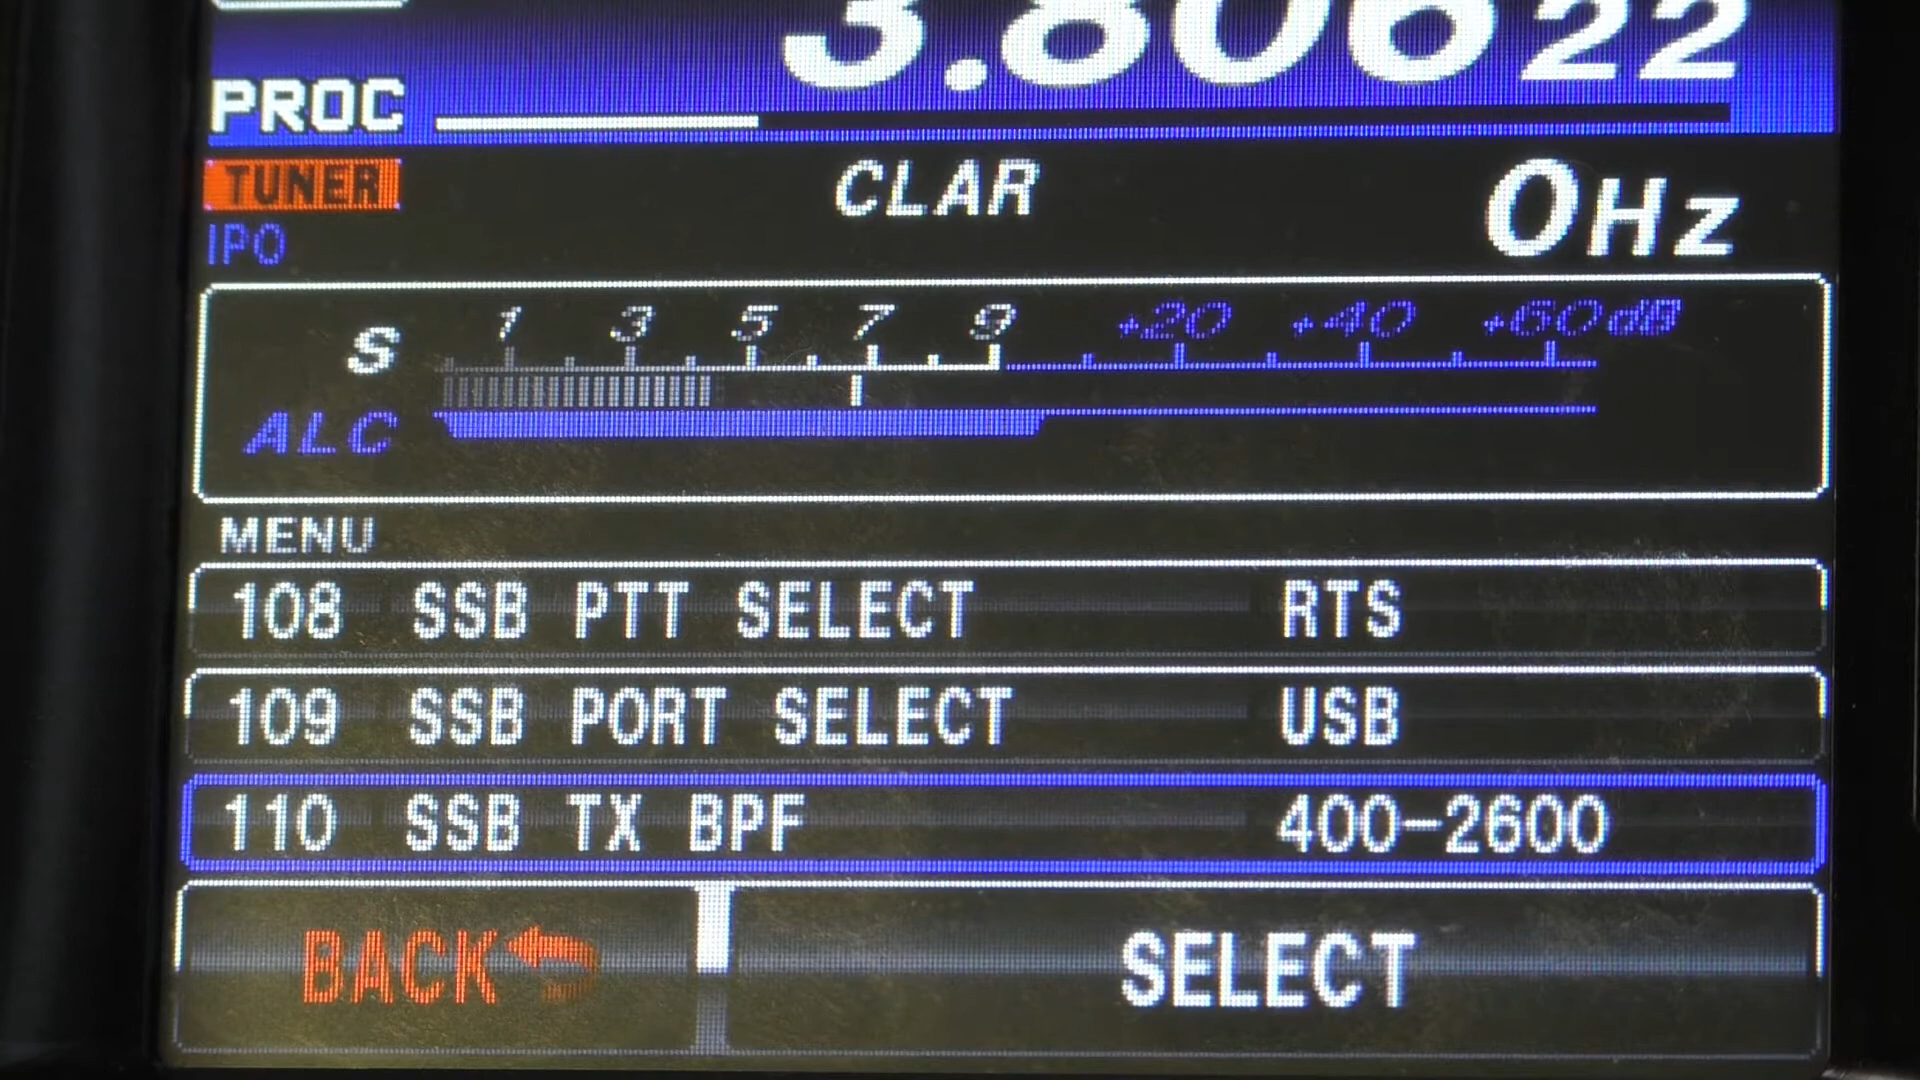 3.80622
PROC
TUNER CLAR 0Hz
IPO
S 1 3 5 7 9 +20 +40 +60dB
ALC
MENU
108 SSB PTT SELECT RTS
109 SSB PORT SELECT USB
110 SSB TX BPF 400-2600
BACK SELECT